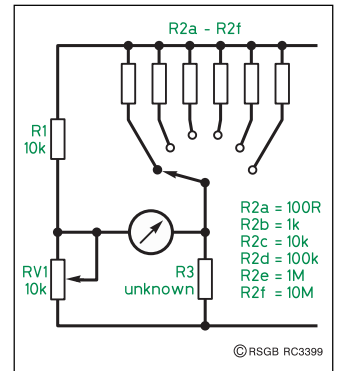 R2a - R2f
R1
10k
R2a = 100R
R2b = 1k
R2c = 10k
R2d = 100k
R2e = 1M
R2f = 10M
RV1
10k
R3
unknown
© RSGB RC3399